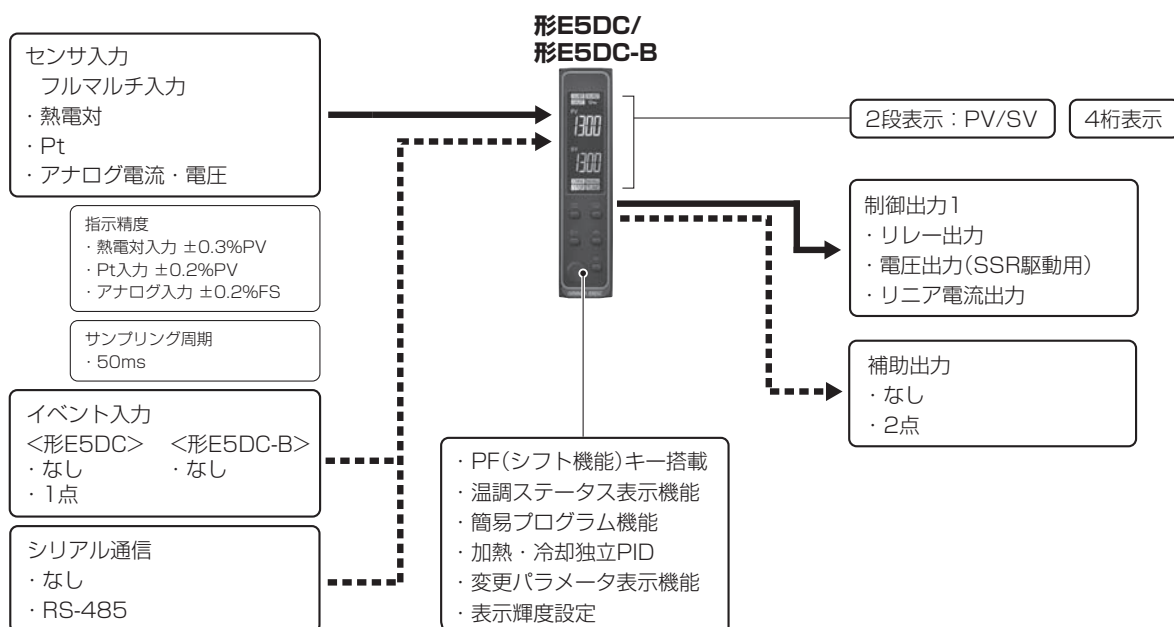 形E5DC/
形E5DC-B
センサ入力
フルマルチ入力
・熱電対
・Pt
・アナログ電流・電圧
指示精度
・熱電対入力 ±0.3%PV
・Pt入力 ±0.2%PV
・アナログ入力 ±0.2%FS
サンプリング周期
・50ms
イベント入力
<形E5DC> <形E5DC-B>
・なし ・なし
・1点
シリアル通信
・なし
・RS-485
PV
1300
SV
1300
・PF(シフト機能)キー搭載
・温調ステータス表示機能
・簡易プログラム機能
・加熱・冷却独立PID
・変更パラメータ表示機能
・表示輝度設定
2段表示：PV/SV 4桁表示
制御出力1
・リレー出力
・電圧出力(SSR駆動用)
・リニア電流出力
補助出力
・なし
・2点